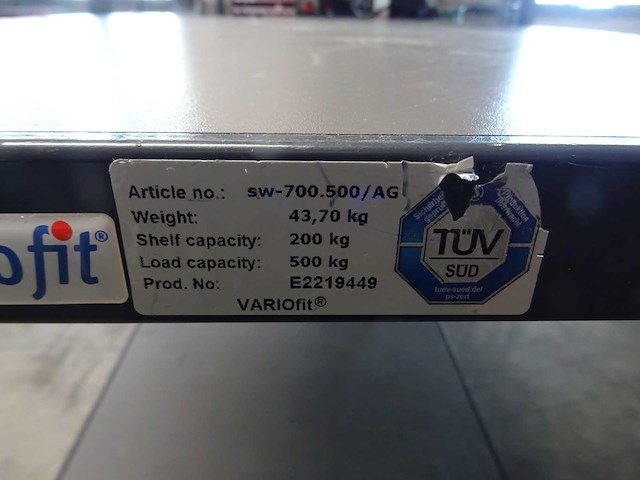 Article no.: sw-700.500/AG
Weight: 43,70 kg
Shelf capacity: 200 kg
Load capacity: 500 kg
Prod. No: E2219449
VARIOfit®
ofit®
TÜV
SÜD
tuev-sued.de/
ps-zert